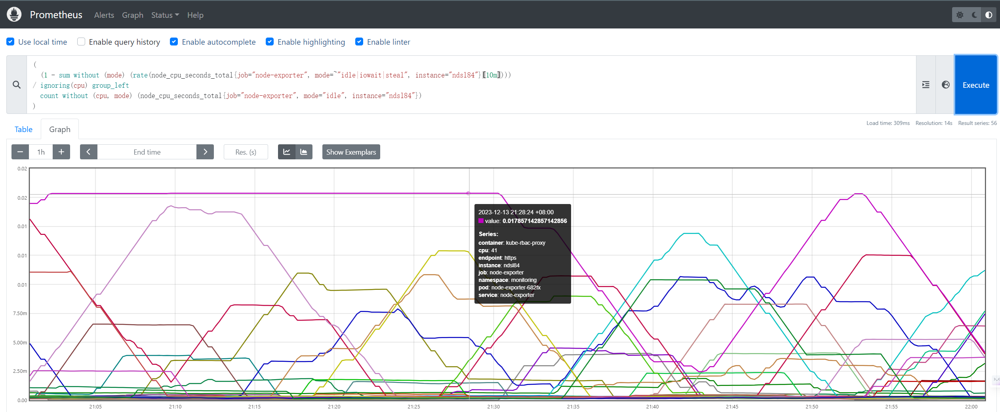 Prometheus Alerts Graph Status Help
Use local time Enable query history Enable autocomplete Enable highlighting Enable linter
(
(1 - sum without (mode) (rate(node_cpu_seconds_total{job="node-exporter", mode=~"idle|iowait|steal", instance="ndsl84"}[10m])))
/ ignoring(cpu) group_left
count without (cpu, mode) (node_cpu_seconds_total{job="node-exporter", mode="idle", instance="ndsl84"})
)
Execute
Load time: 309ms Resolution: 14s Result series: 56
Table Graph
1h End time Res. (s) Show Exemplars
0.02
0.02
0.01
0.01
0.01
7.50m
5.00m
2.50m
0.00
2023-12-13 21:28:24 +08:00
value: 0.017857142857142856
Series:
container: kube-rbac-proxy
cpu: 41
endpoint: https
instance: ndsl84
job: node-exporter
namespace: monitoring
pod: node-exporter-682fx
service: node-exporter
21:05 21:10 21:15 21:20 21:25 21:30 21:35 21:40 21:45 21:50 21:55 22:00